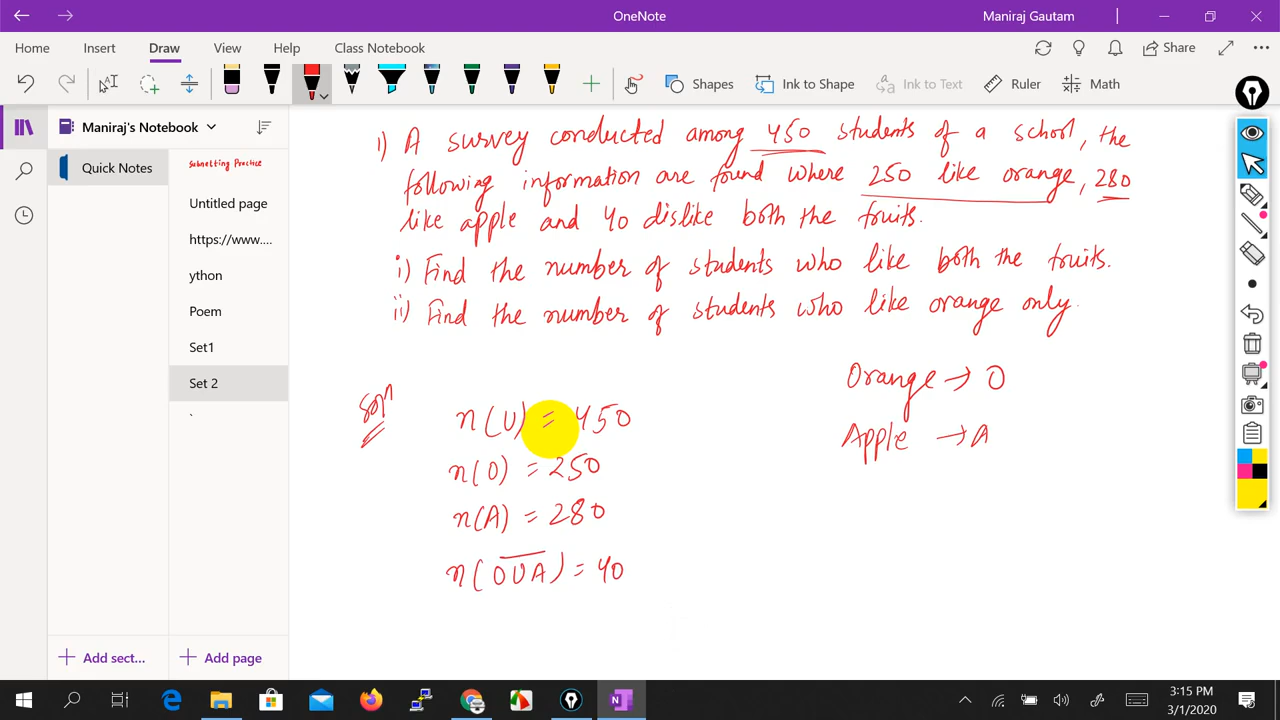 OneNote
Maniraj Gautam
Home Insert Draw View Help Class Notebook
Share
Shapes Ink to Shape Ink to Text Ruler Math
Maniraj's Notebook
Quick Notes
Subnetting Practice
Untitled page
https://www....
ython
Poem
Set1
Set 2
`
1) A survey conducted among 450 students of a school, the
following information are found where 250 like orange, 280
like apple and 40 dislike both the fruits.
i) Find the number of students who like both the fruits.
ii) Find the number of students who like orange only.
Orange → O
Apple → A
Soln
n(U) = 450
n(O) = 250
n(A) = 280
n(O̅U̅A̅) = 40
Add sect...
Add page
3:15 PM
3/1/2020